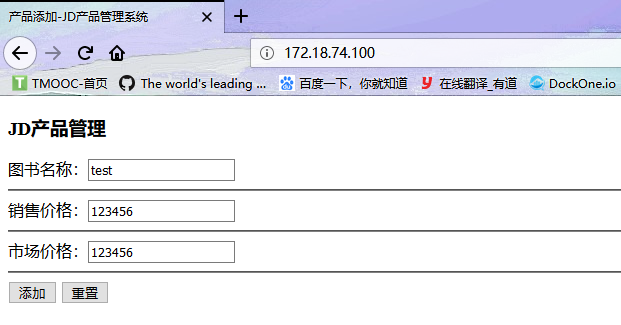 产品添加-JD产品管理系统
172.18.74.100
TMOOC-首页 The world's leading ... 百度一下，你就知道 在线翻译_有道 DockOne.io
JD产品管理
图书名称： test
销售价格： 123456
市场价格： 123456
添加 重置